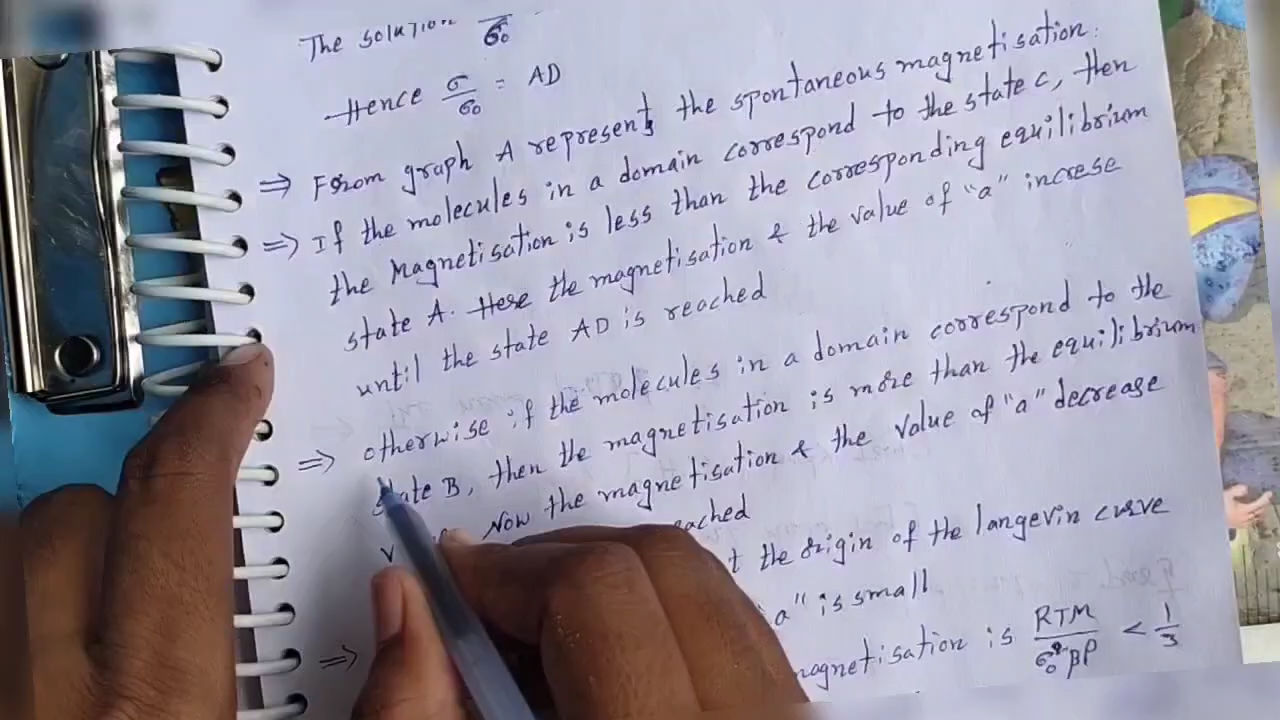 The solution σ/σ₀
Hence σ/σ₀ = AD
⇒ From graph A represents the spontaneous magnetisation.
⇒ If the molecules in a domain correspond to the state C, then
the Magnetisation is less than the corresponding equilibrium
state A. Here the magnetisation & the value of "a" increse
until the state AD is reached
⇒ otherwise if the molecules in a domain correspond to the
state B, then the magnetisation is more than the equilibrium
Now the magnetisation & the value of "a" decrease
reached
the origin of the langevin curve
a" is small
⇒ magnetisation is RTM/σ₀²βρ < 1/3